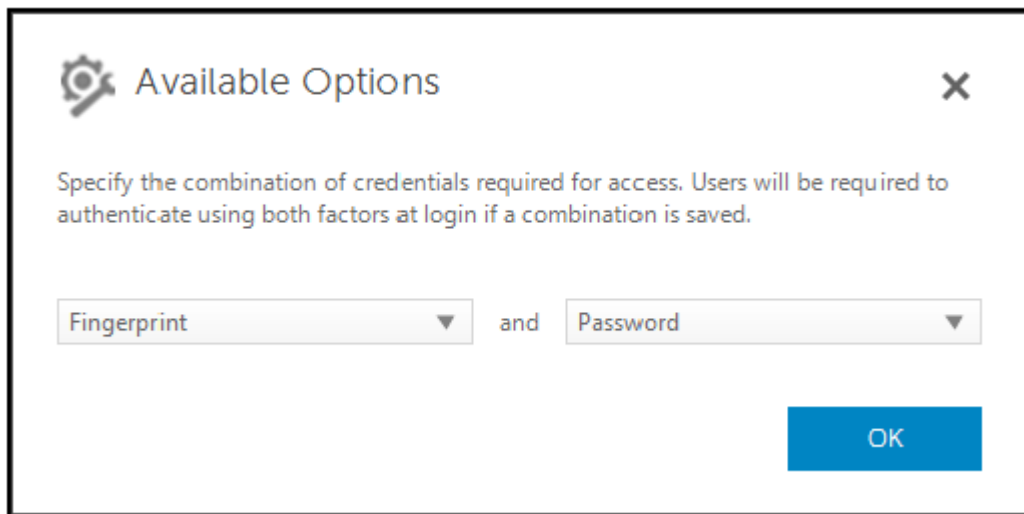 Available Options
Specify the combination of credentials required for access. Users will be required to
authenticate using both factors at login if a combination is saved.
Fingerprint and Password
OK